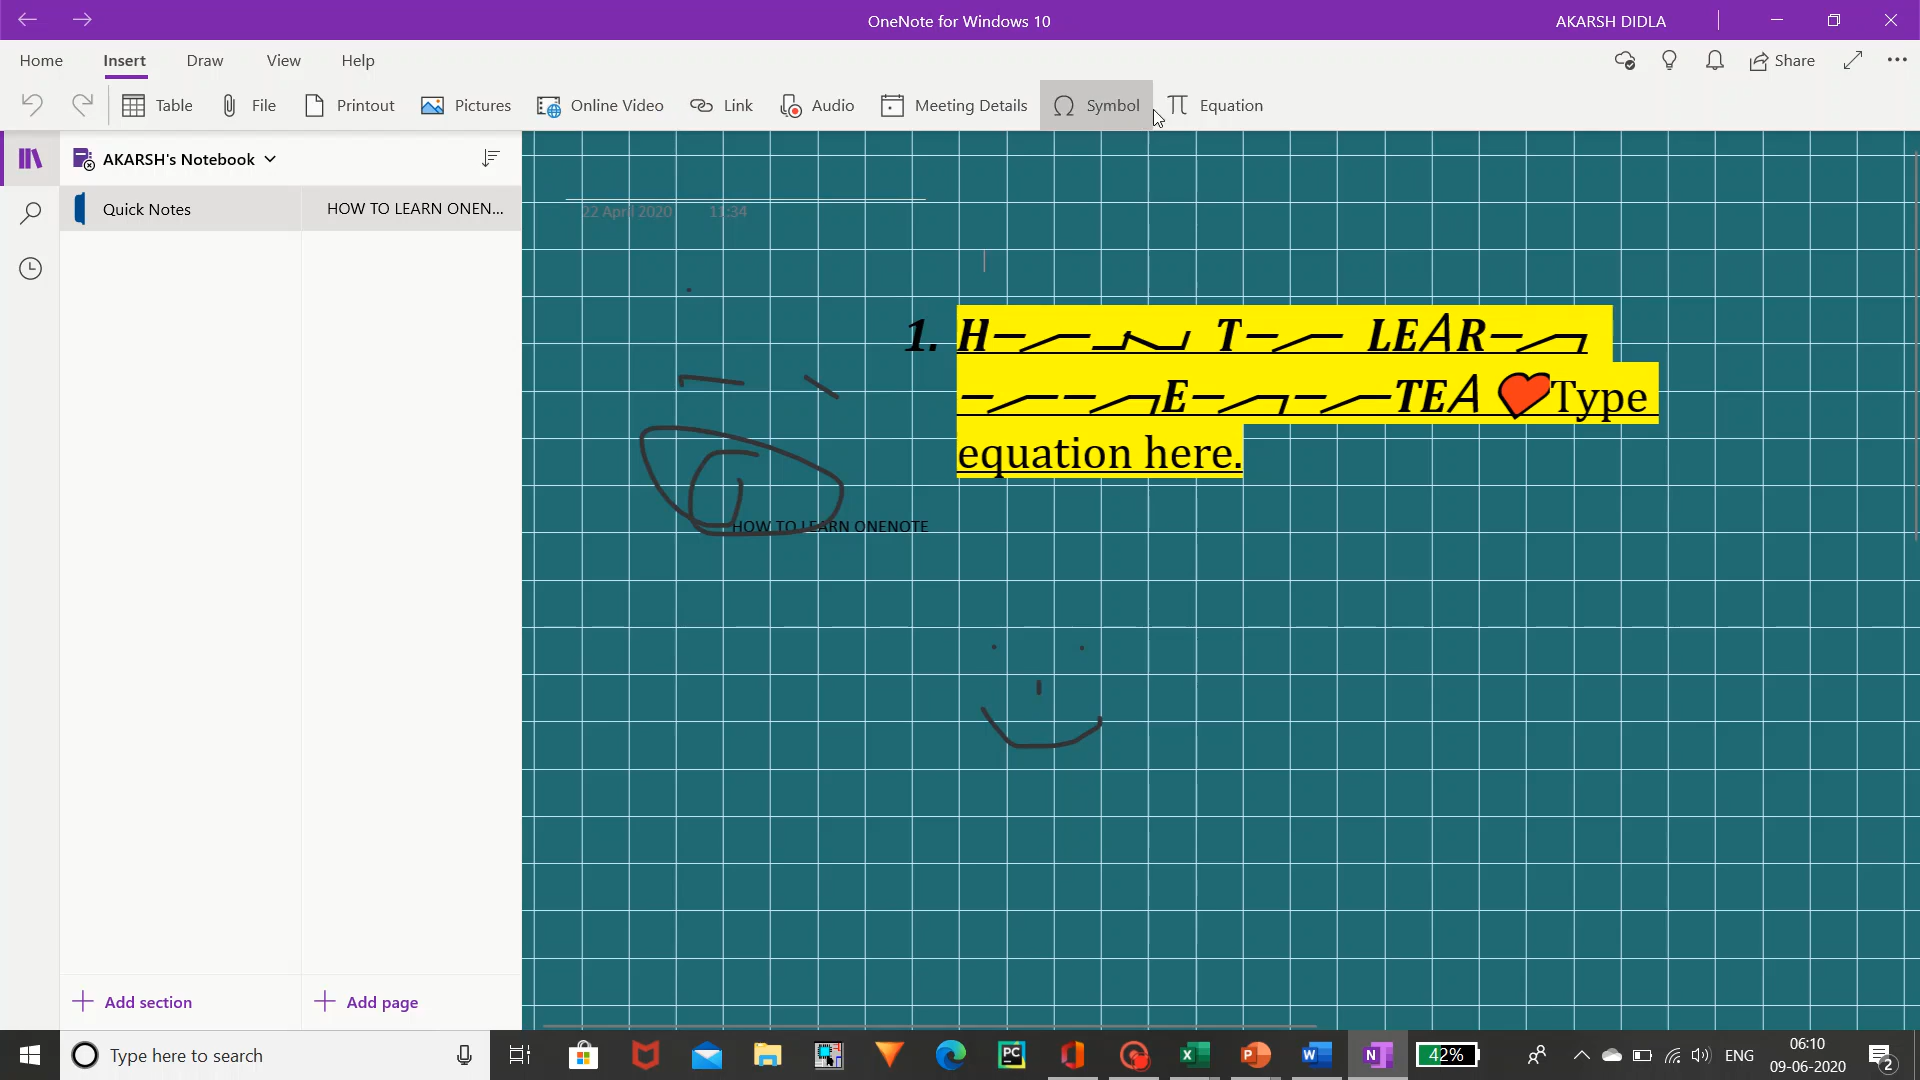 OneNote for Windows 10
AKARSH DIDLA
Home Insert Draw View Help
Share
Table File Printout Pictures Online Video Link Audio Meeting Details Symbol Equation
AKARSH's Notebook
Quick Notes
HOW TO LEARN ONEN...
22 April 2020 11:34
1.
Type
equation here.
HOW TO LEARN ONENOTE
Add section
Add page
Type here to search
42%
ENG
06:10
09-06-2020
2